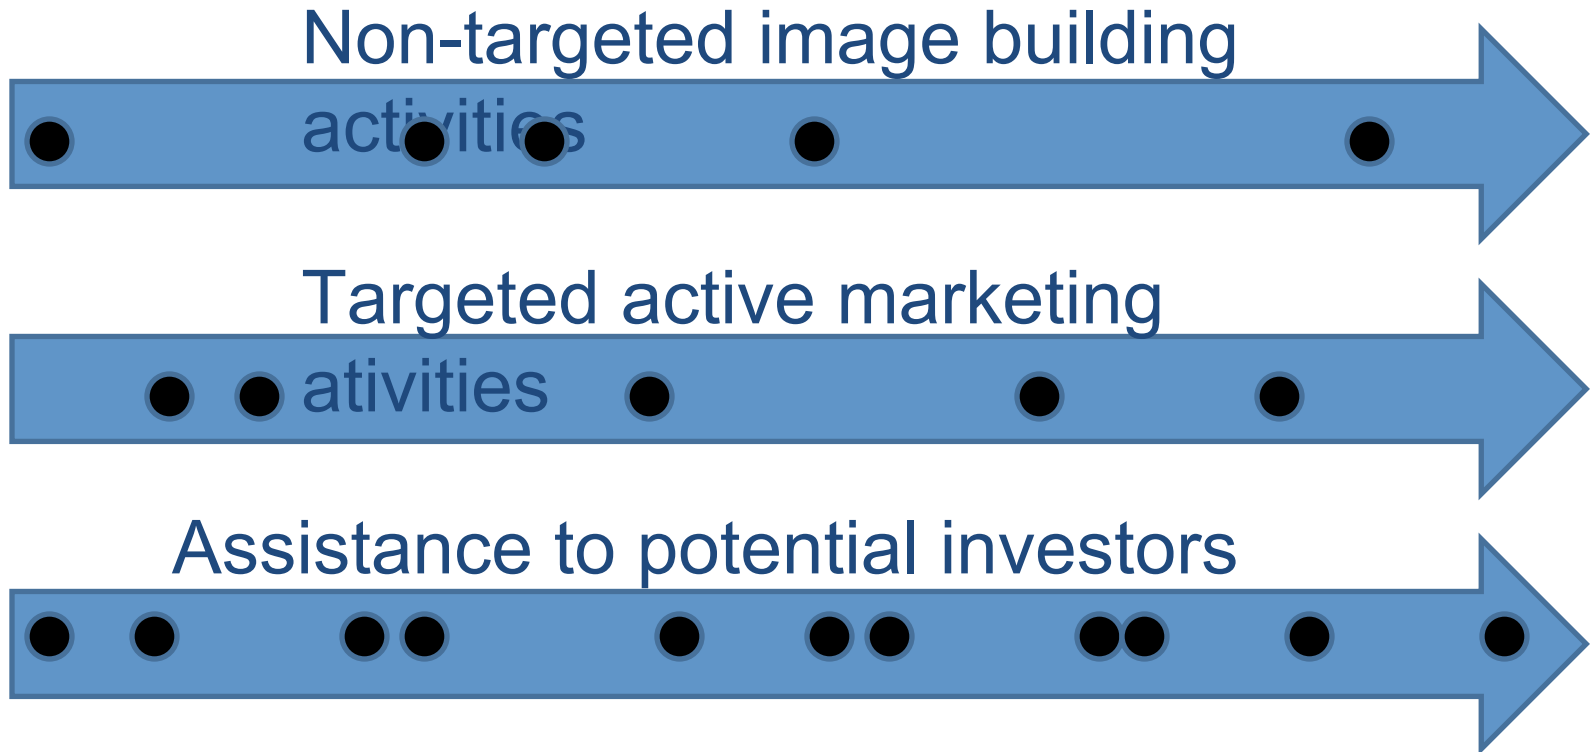 Non-targeted image building
activities
Targeted active marketing
ativities
Assistance to potential investors